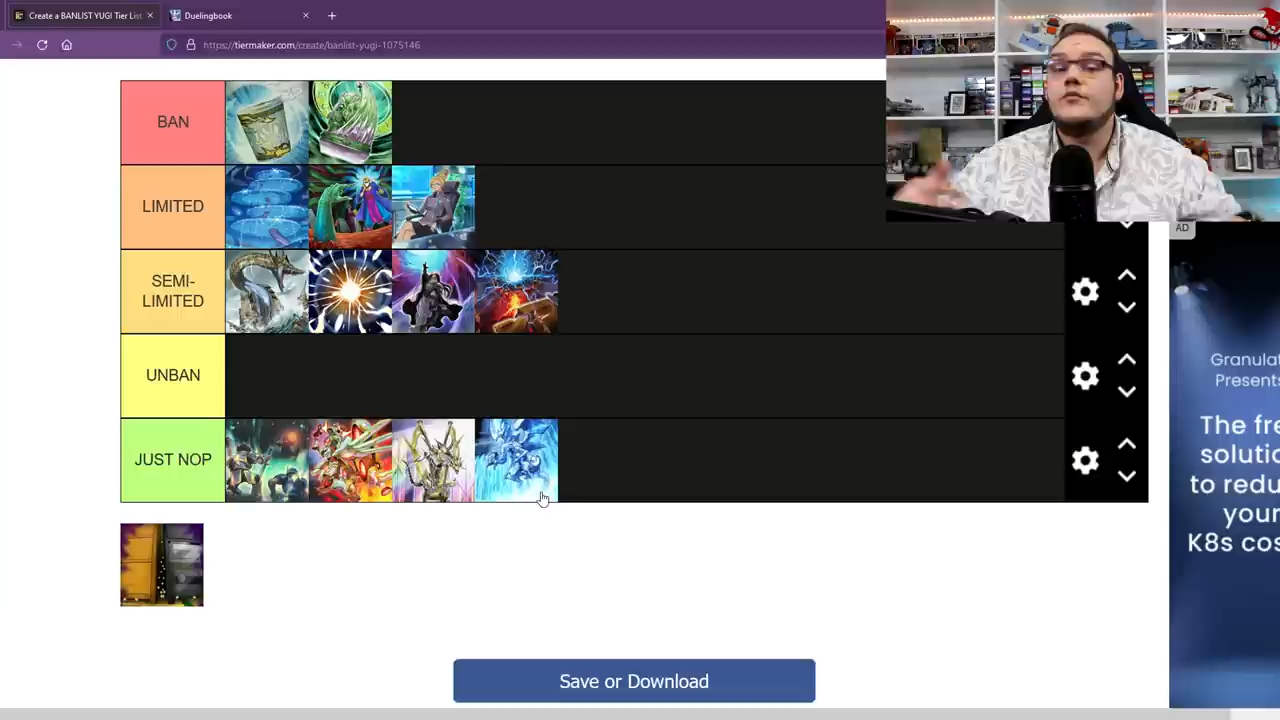 Create a BANLIST YUGI Tier List
Duelingbook
https://tiermaker.com/create/banlist-yugi-1075146
BAN
LIMITED
SEMI-
LIMITED
UNBAN
JUST NOP
AD
Granulat
Presents
The fre
solutio
to redu
your
K8s cos
Save or Download